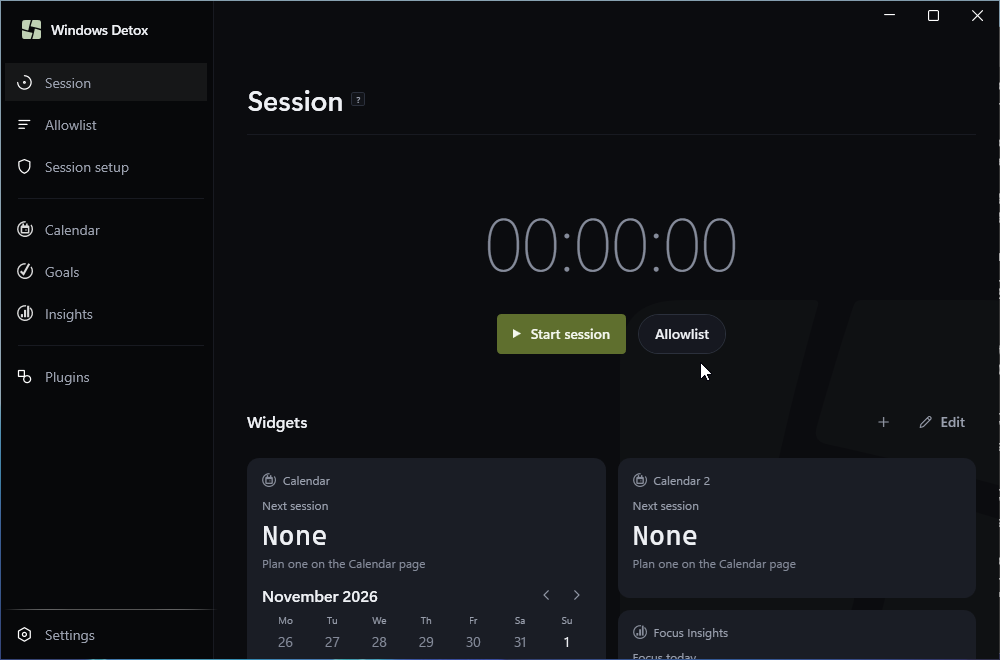 Windows Detox
Session
Allowlist
Session setup
Calendar
Goals
Insights
Plugins
Settings
Session ?
00:00:00
Start session
Allowlist
Widgets
+ Edit
Calendar
Next session
None
Plan one on the Calendar page
November 2026
Mo Tu We Th Fr Sa Su
26 27 28 29 30 31 1
Calendar 2
Next session
None
Plan one on the Calendar page
Focus Insights
Focus today